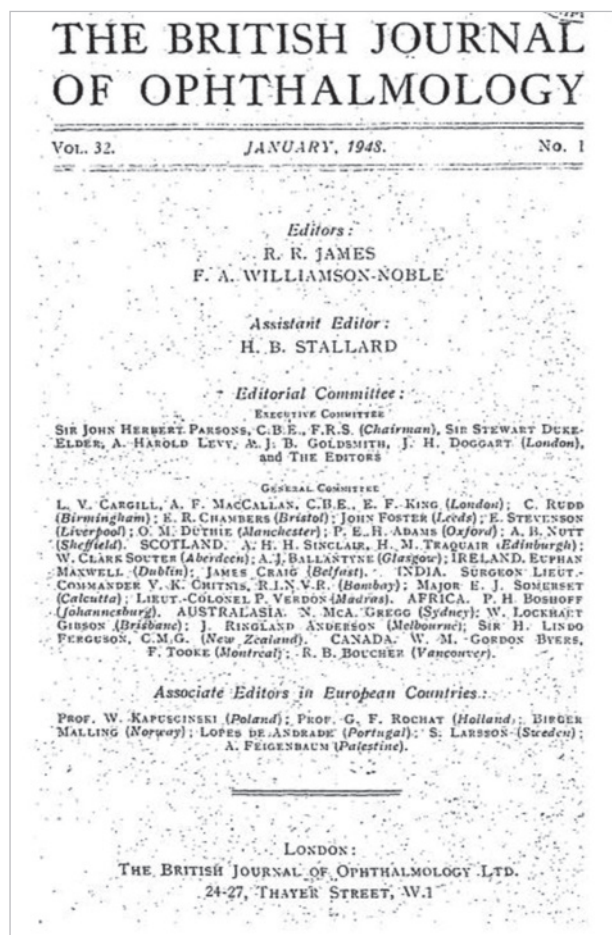 THE BRITISH JOURNAL
OF OPHTHALMOLOGY
VOL. 32. JANUARY, 1948. No. 1
Editors:
R. R. JAMES
F. A. WILLIAMSON-NOBLE
Assistant Editor:
H. B. STALLARD
Editorial Committee:
EXECUTIVE COMMITTEE
SIR JOHN HERBERT PARSONS, C.B.E., F.R.S. (Chairman), SIR STEWART DUKE-
ELDER, A. HAROLD LEVY, A. J. B. GOLDSMITH, J. H. DOGGART (London),
and THE EDITORS
GENERAL COMMITTEE
L. V. CARGILL, A. F. MACCALLAN, C.B.E., E. F. KING (London); C. RUDD
(Birmingham); E. R. CHAMBERS (Bristol); JOHN FOSTER (Leeds); E. STEVENSON
(Liverpool); O. M. DUTHIE (Manchester); P. E. H. ADAMS (Oxford); A. B. NUTT
(Sheffield). SCOTLAND. A. H. H. SINCLAIR, H. M. TRAQUAIR (Edinburgh);
W. CLARK SOUTER (Aberdeen); A. J. BALLANTYNE (Glasgow); IRELAND. EUPHAN
MAXWELL (Dublin); JAMES CRAIG (Belfast). INDIA. SURGEON LIEUT.-
COMMANDER V. K. CHITNIS, R.I.N.V.R. (Bombay); MAJOR E. J. SOMERSET
(Calcutta); LIEUT.-COLONEL P. VERDON (Madras). AFRICA. P. H. BOSHOFF
(Johannesburg). AUSTRALASIA. N. MCA. GREGG (Sydney); W. LOCKHART
GIBSON (Brisbane); J. RINGLAND ANDERSON (Melbourne); SIR H. LINDO
FERGUSON, C.M.G. (New Zealand). CANADA. W. M. GORDON BYERS,
F. TOOKE (Montreal); R. B. BOUCHER (Vancouver).
Associate Editors in European Countries:
PROF. W. KAPUSCINSKI (Poland); PROF. G. F. ROCHAT (Holland); BIRGER
MALLING (Norway); LOPES DE ANDRADE (Portugal); S. LARSSON (Sweden);
A. FEIGENBAUM (Palestine).
LONDON:
THE BRITISH JOURNAL OF OPHTHALMOLOGY LTD.
24-27, THAYER STREET, W.1